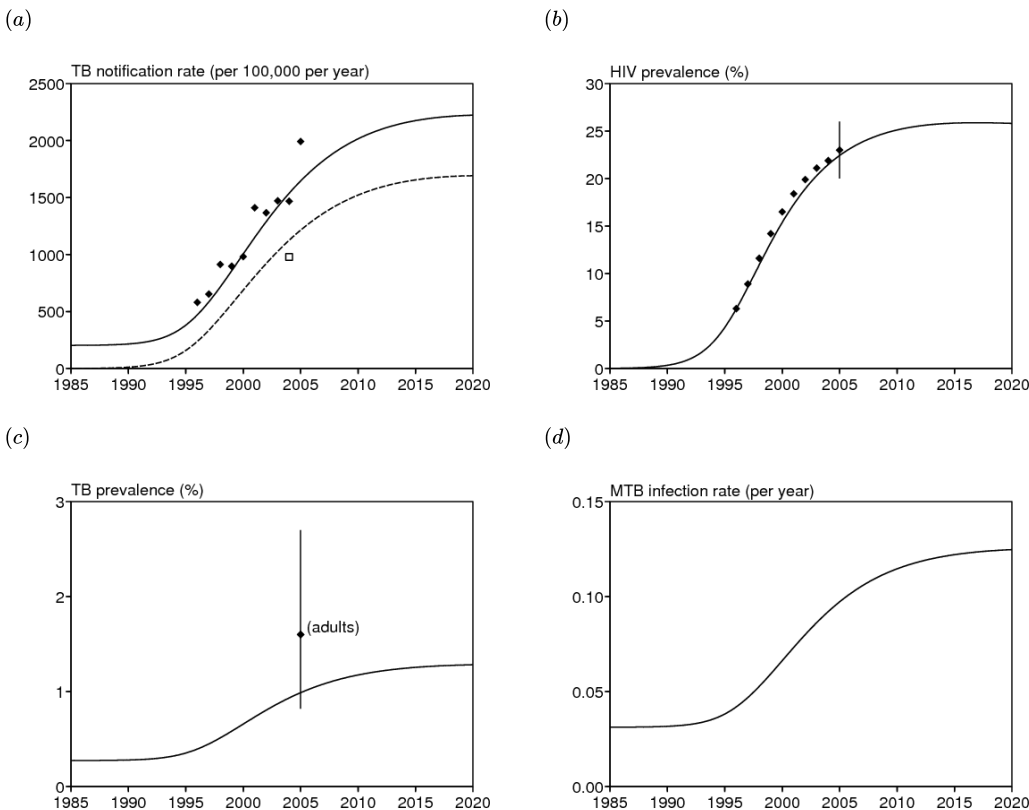 (a)
TB notification rate (per 100,000 per year)
2500
2000
1500
1000
500
0
1985 1990 1995 2000 2005 2010 2015 2020
(b)
HIV prevalence (%)
30
25
20
15
10
5
0
1985 1990 1995 2000 2005 2010 2015 2020
(c)
TB prevalence (%)
3
2
(adults)
1
0
1985 1990 1995 2000 2005 2010 2015 2020
(d)
MTB infection rate (per year)
0.15
0.10
0.05
0.00
1985 1990 1995 2000 2005 2010 2015 2020